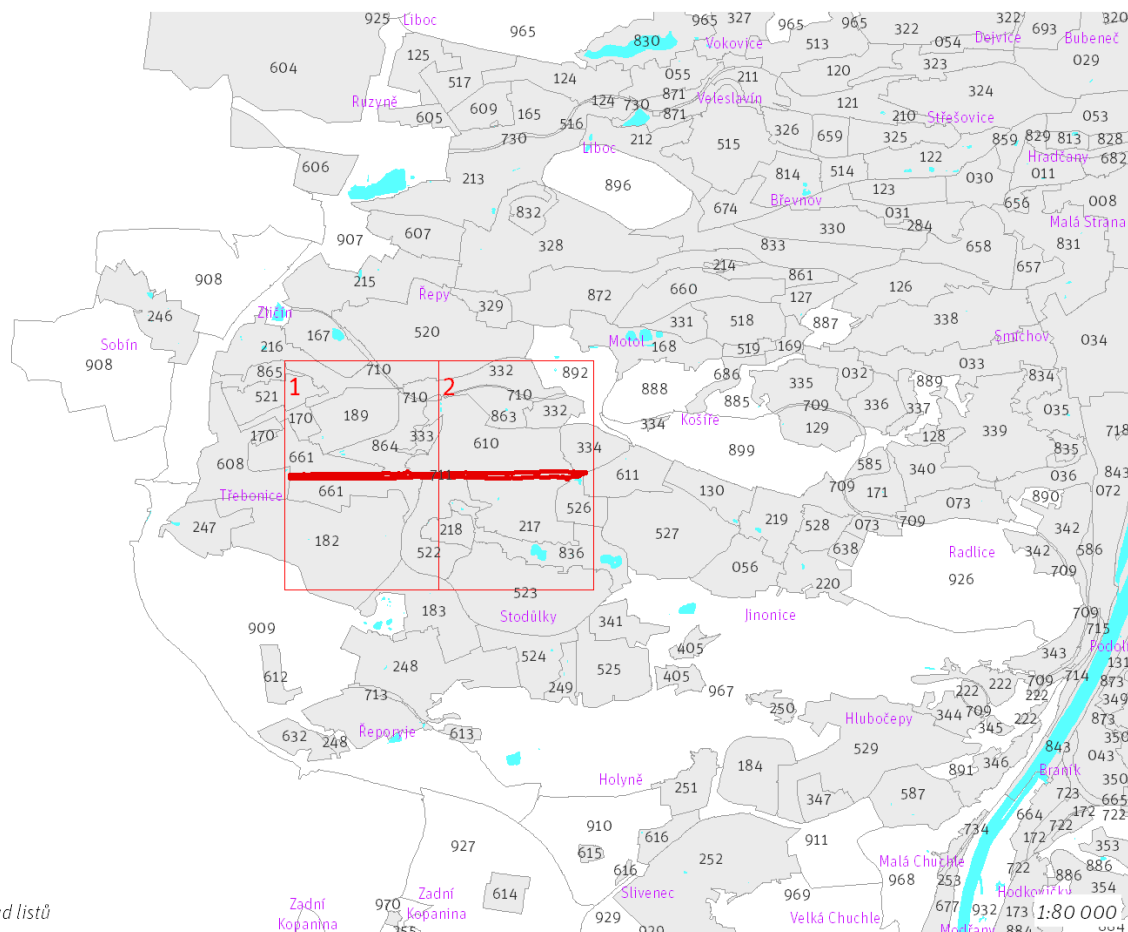 925 Liboc 965 965 327 965 965 322 322 693 320
830 Vokovice 513 054 Dejvice Bubeneč
604 125 124 055 211 120 323 029
517 871 Veleslavín 324
Ruzyně 609 165 124 730 871 121 210 Střešovice 053
605 516 326 659 325 859 829 813 828
730 Liboc 212 515 122 Hradčany 682
606 213 896 814 514 030 011
832 Břevnov 123 656 008
674 031 284 Malá Strana
907 607 328 330 658 831
833
908 215 214 861 657
Řepy 872 660 127 126
246 Zličín 329 331 518 887 338
167 520 Motol 168 519 169 Smíchov 034
Sobín 216 033
908 865 710 332 892 686 335 032 889 834
1 2 888 885
521 710 710 709 336 337 035
170 189 863 332 334 Košíře 129 718
170 864 333 610 128 339
661 334 899 835
608 711 611 585 340 036 843
Třebonice 661 130 709 171 073 890 072
247 526 219 528 073 709 342
182 218 217 527 638 Radlice 342 586
522 836 056 926 709
523 220
183 Stodůlky 341 Jinonice 709
909 715
405 343 Podolí
612 248 524 525 405 967 222 222 709 714 131
249 222 873
713 250 Hlubočepy 344 709 222 349
632 Řeporyje 613 345 873
248 529 843 350
Holyně 184 891 346 Braník 043
251 347 587 723 350
910 664 172 665
927 616 911 734 172 722 722
615 252 Malá Chuchle 353
616 968 253 722 886 886
Zadní Kopanina 614 Slivenec 969 Hodkovičky 354
Zadní Kopanina 970 929 Velká Chuchle 677 932 173 1:80 000
d listů
Modřany 884